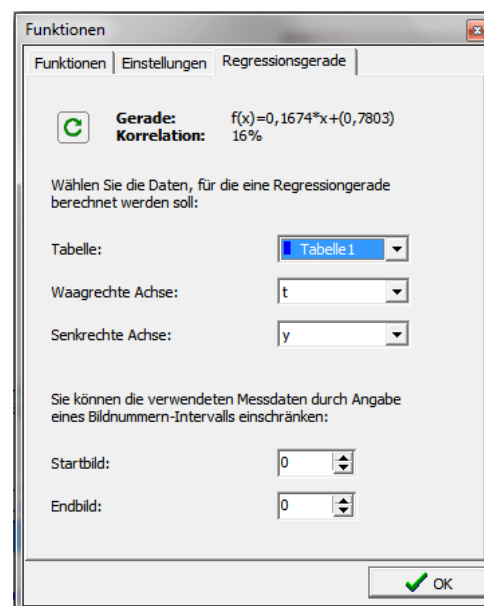 Funktionen
Funktionen Einstellungen Regressionsgerade
Gerade: f(x)=0,1674*x+(0,7803)
Korrelation: 16%
Wählen Sie die Daten, für die eine Regressiongerade
berechnet werden soll:
Tabelle: Tabelle1
Waagrechte Achse: t
Senkrechte Achse: y
Sie können die verwendeten Messdaten durch Angabe
eines Bildnummern-Intervalls einschränken:
Startbild: 0
Endbild: 0
OK